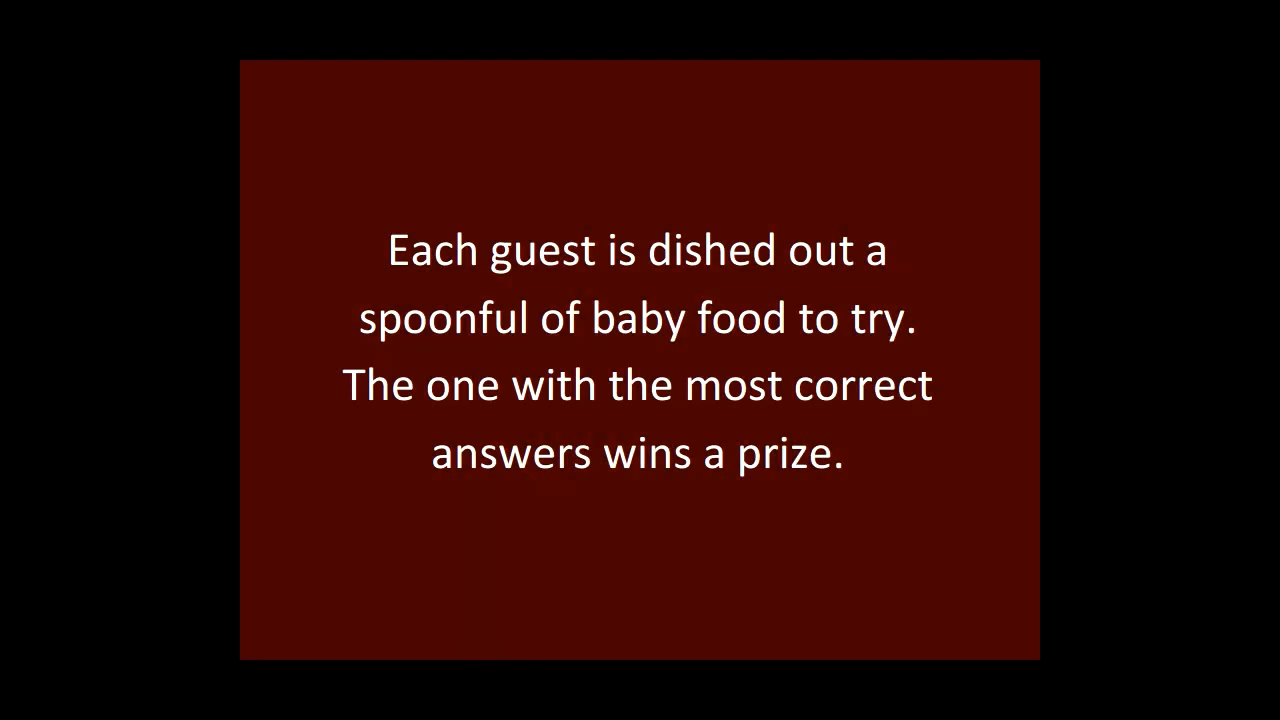 Each guest is dished out a
spoonful of baby food to try.
The one with the most correct
answers wins a prize.